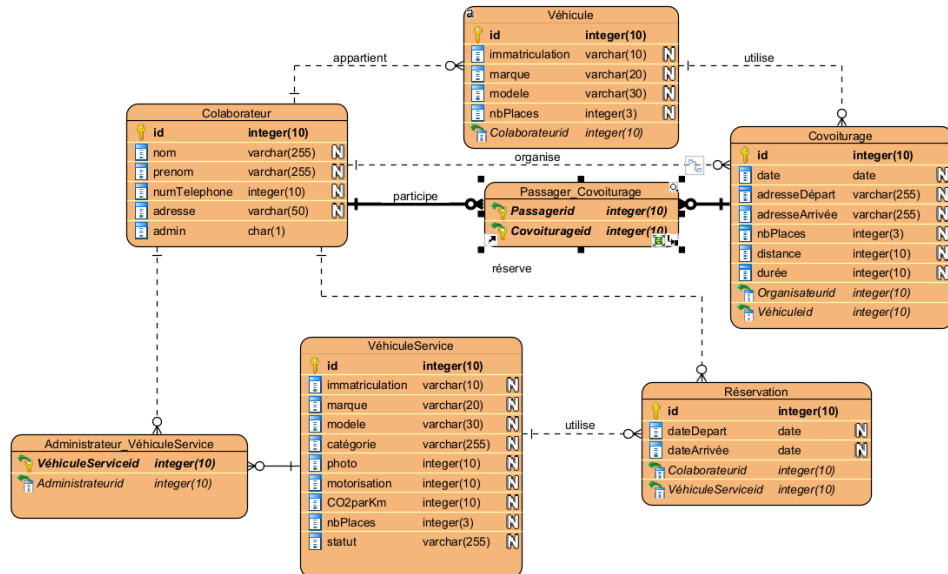 Véhicule
id integer(10)
immatriculation varchar(10) N
marque varchar(20) N
modele varchar(30) N
nbPlaces integer(3) N
Colaborateurid integer(10)
appartient
utilise
Colaborateur
id integer(10)
nom varchar(255) N
prenom varchar(255) N
numTelephone integer(10) N
adresse varchar(50) N
admin char(1)
organise
participe
Passager_Covoiturage
Passagerid integer(10)
Covoiturageid integer(10)
réserve
Covoiturage
id integer(10)
date date N
adresseDépart varchar(255) N
adresseArrivée varchar(255) N
nbPlaces integer(3) N
distance integer(10) N
durée integer(10) N
Organisateurid integer(10)
Véhiculeid integer(10)
VéhiculeService
id integer(10)
immatriculation varchar(10) N
marque varchar(20) N
modele varchar(30) N
catégorie varchar(255) N
photo integer(10) N
motorisation integer(10) N
CO2parKm integer(10) N
nbPlaces integer(3) N
statut varchar(255) N
utilise
Réservation
id integer(10)
dateDepart date N
dateArrivée date N
Colaborateurid integer(10)
VéhiculeServiceid integer(10)
Administrateur_VéhiculeService
VéhiculeServiceid integer(10)
Administrateurid integer(10)